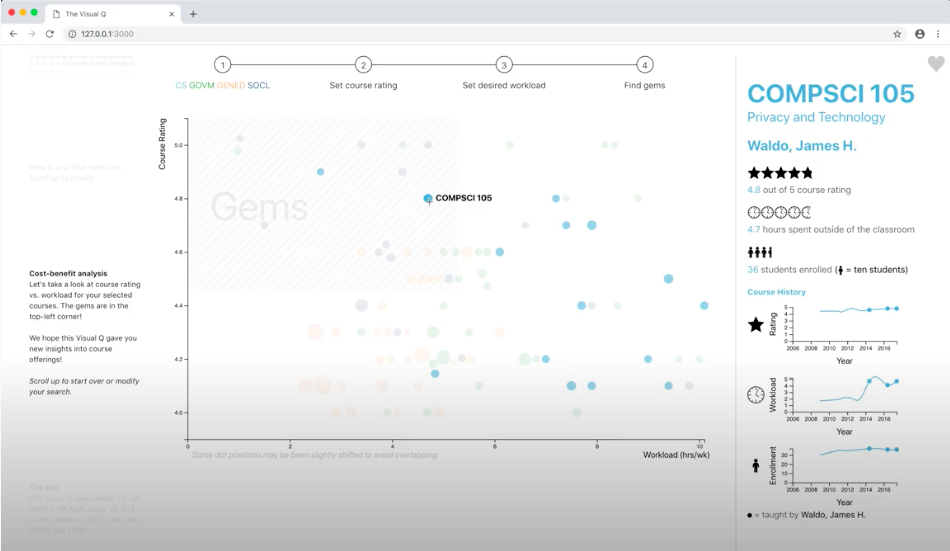 The Visual Q
127.0.0.1:3000
1
2
3
4
CS GOVM GENED SOCL
Set course rating
Set desired workload
Find gems
Here is your final selection.
Scroll up to modify.
Cost-benefit analysis
Let's take a look at course rating
vs. workload for your selected
courses. The gems are in the
top-left corner!
We hope this Visual Q gave you
new insights into course
offerings!
Scroll up to start over or modify
your search.
The End
Course Rating
5.0
4.8
4.6
4.4
4.2
4.0
Gems
COMPSCI 105
0
2
4
6
8
10
Some dot positions may be slightly shifted to avoid overlapping.
Workload (hrs/wk)
COMPSCI 105
Privacy and Technology
Waldo, James H.
4.8 out of 5 course rating
4.7 hours spent outside of the classroom
36 students enrolled ( = ten students)
Course History
Rating
5
4
3
2
1
0
2006 2008 2010 2012 2014 2016
Year
Workload
5
4
3
2
1
0
2006 2008 2010 2012 2014 2016
Year
Enrollment
30
20
10
0
2006 2008 2010 2012 2014 2016
Year
= taught by Waldo, James H.